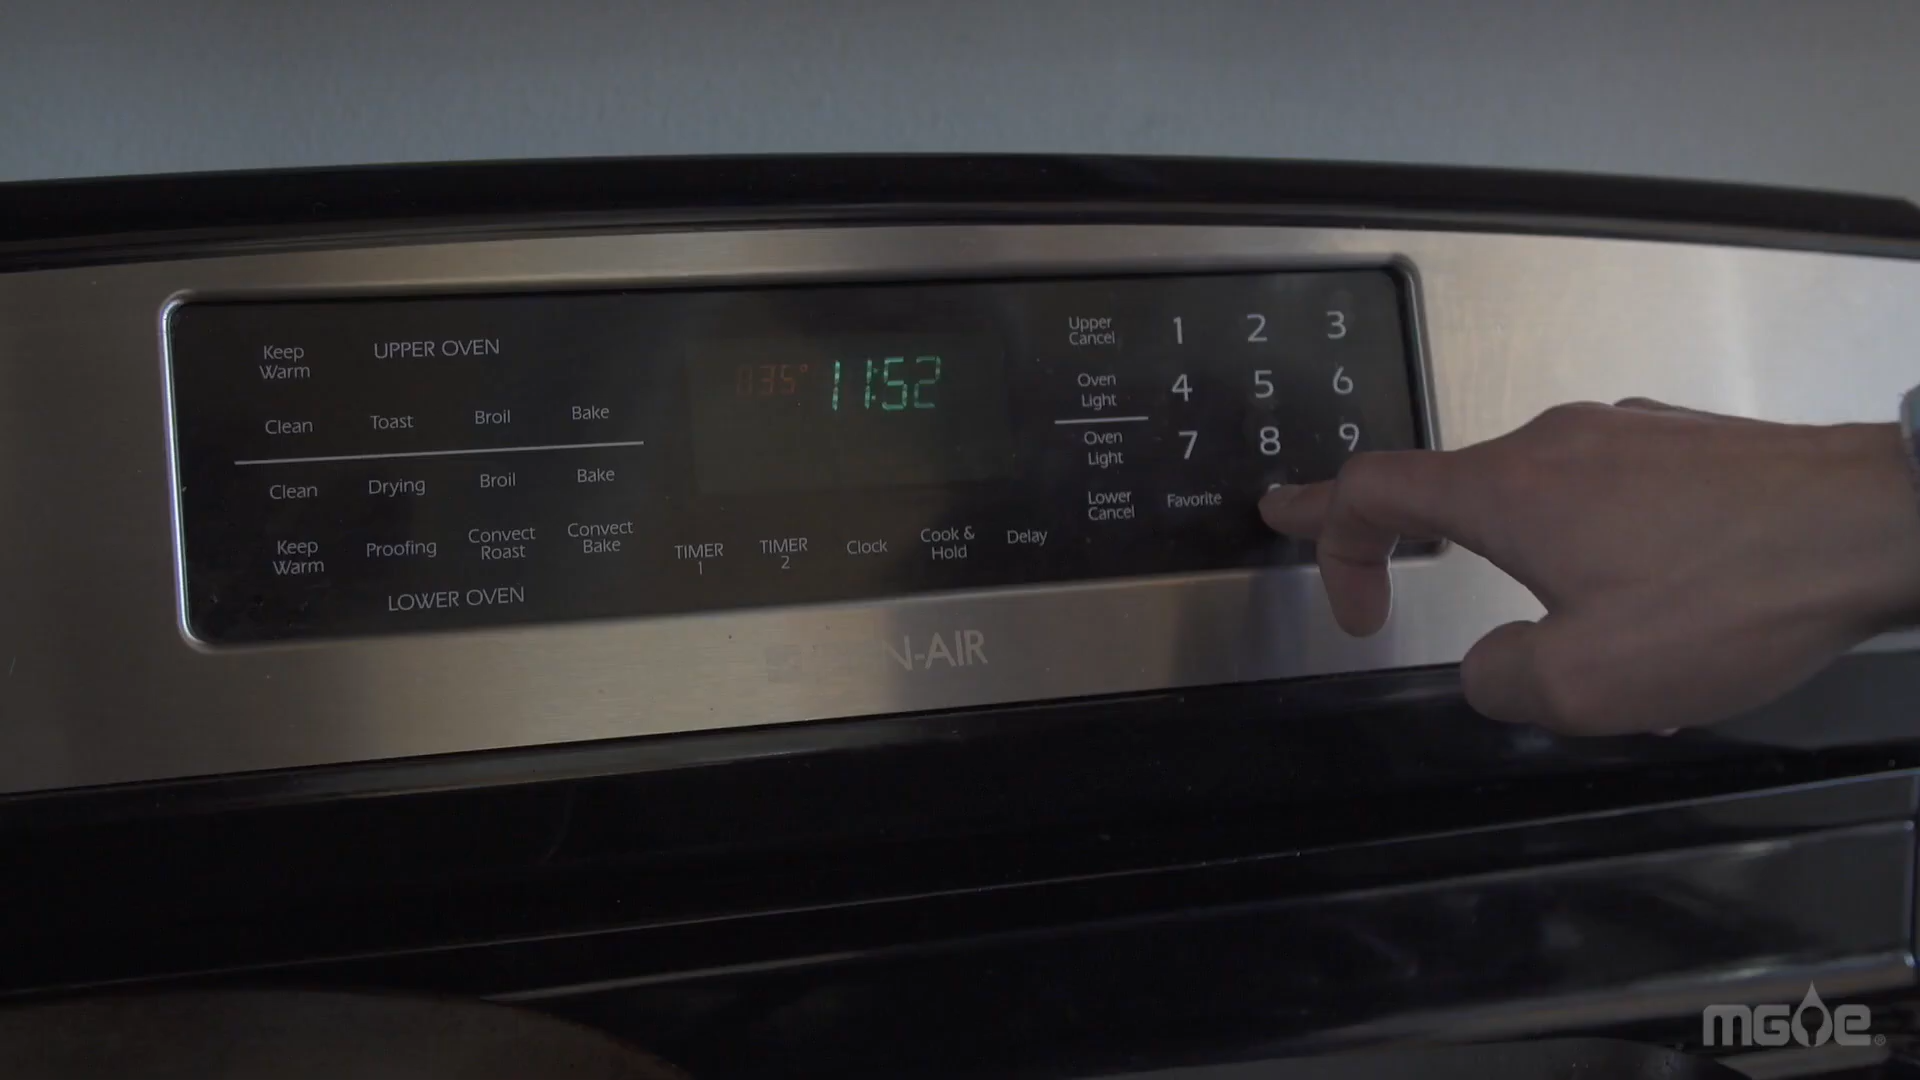 Keep
Warm
UPPER OVEN
Clean
Toast
Broil
Bake
Clean
Drying
Broil
Bake
Keep
Warm
Proofing
Convect
Roast
Convect
Bake
LOWER OVEN
035° 11:52
TIMER
1
TIMER
2
Clock
Cook &
Hold
Delay
Upper
Cancel
1 2 3
Oven
Light
4 5 6
Oven
Light
7 8 9
Lower
Cancel
Favorite
N-AIR
mge®